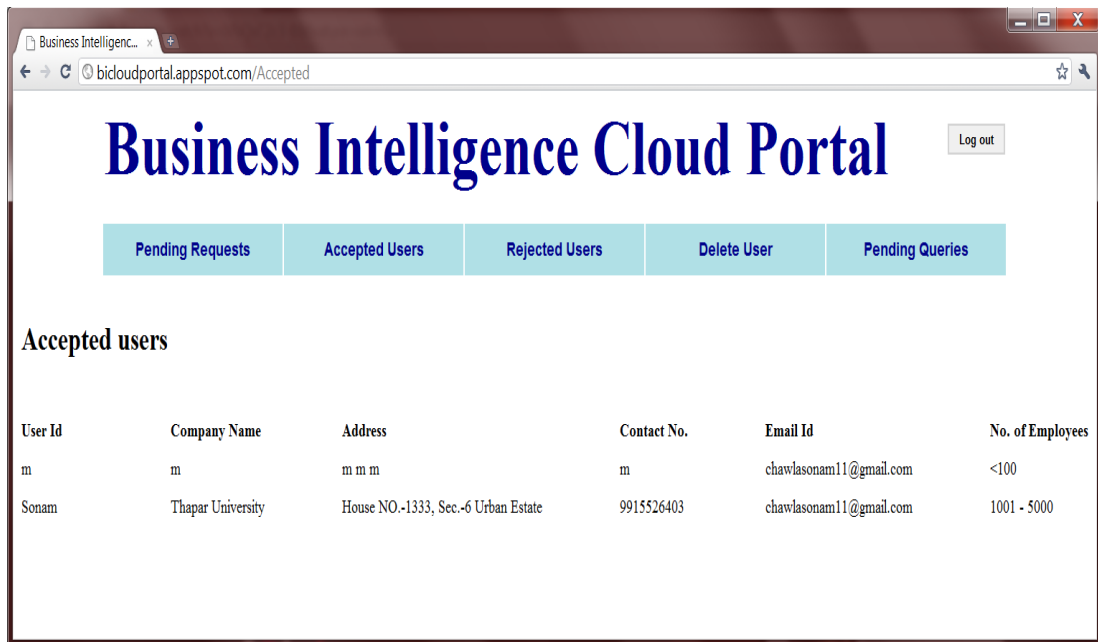 Business Intelligenc...
bicloudportal.appspot.com/Accepted
Business Intelligence Cloud Portal
Log out
Pending Requests Accepted Users Rejected Users Delete User Pending Queries
Accepted users
User Id Company Name Address Contact No. Email Id No. of Employees
m m m m m m chawlasonam11@gmail.com <100
Sonam Thapar University House NO.-1333, Sec.-6 Urban Estate 9915526403 chawlasonam11@gmail.com 1001 - 5000